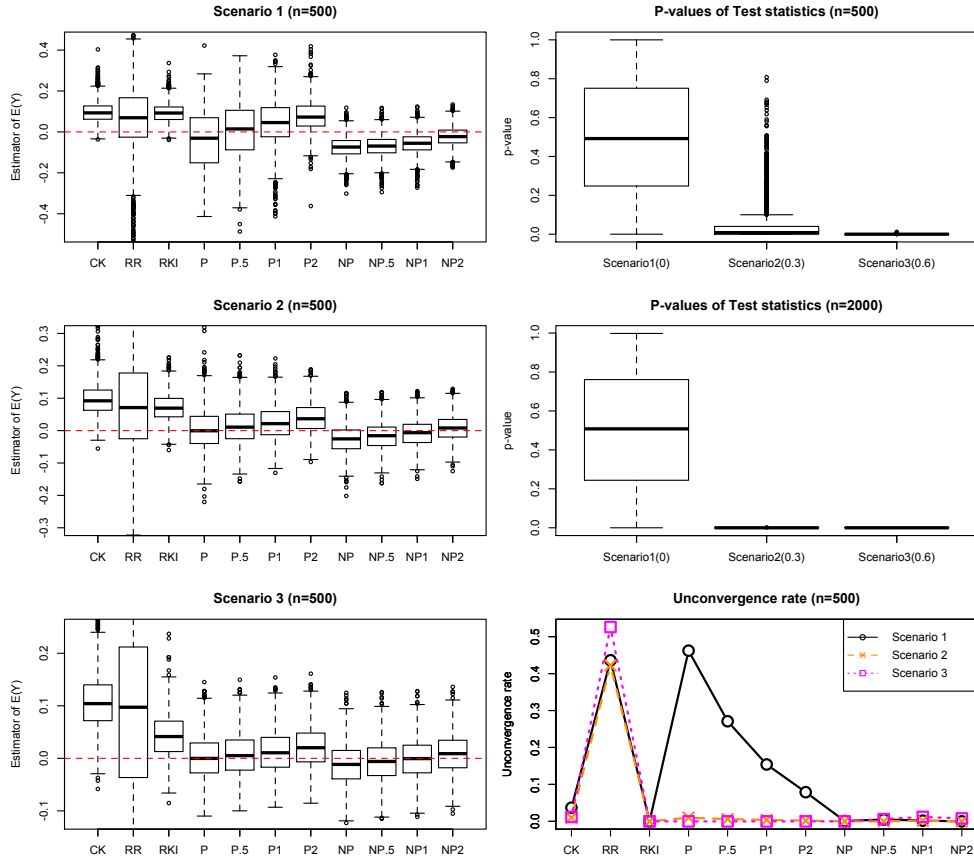 Scenario 1 (n=500)
Estimator of E(Y)
0.4
0.2
0.0
-0.2
-0.4
CK RR RKI P P.5 P1 P2 NP NP.5 NP1 NP2
P-values of Test statistics (n=500)
p-value
1.0
0.8
0.6
0.4
0.2
0.0
Scenario1(0) Scenario2(0.3) Scenario3(0.6)
Scenario 2 (n=500)
Estimator of E(Y)
0.3
0.2
0.1
0.0
-0.1
-0.2
-0.3
CK RR RKI P P.5 P1 P2 NP NP.5 NP1 NP2
P-values of Test statistics (n=2000)
p-value
1.0
0.8
0.6
0.4
0.2
0.0
Scenario1(0) Scenario2(0.3) Scenario3(0.6)
Scenario 3 (n=500)
Estimator of E(Y)
0.2
0.1
0.0
-0.1
CK RR RKI P P.5 P1 P2 NP NP.5 NP1 NP2
Unconvergence rate (n=500)
Unconvergence rate
0.5
0.4
0.3
0.2
0.1
0.0
Scenario 1
Scenario 2
Scenario 3
CK RR RKI P P.5 P1 P2 NP NP.5 NP1 NP2